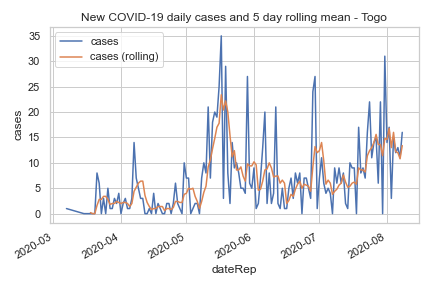 New COVID-19 daily cases and 5 day rolling mean - Togo
cases
cases (rolling)
35
30
25
20
15
10
5
0
cases
2020-03
2020-04
2020-05
2020-06
2020-07
2020-08
dateRep